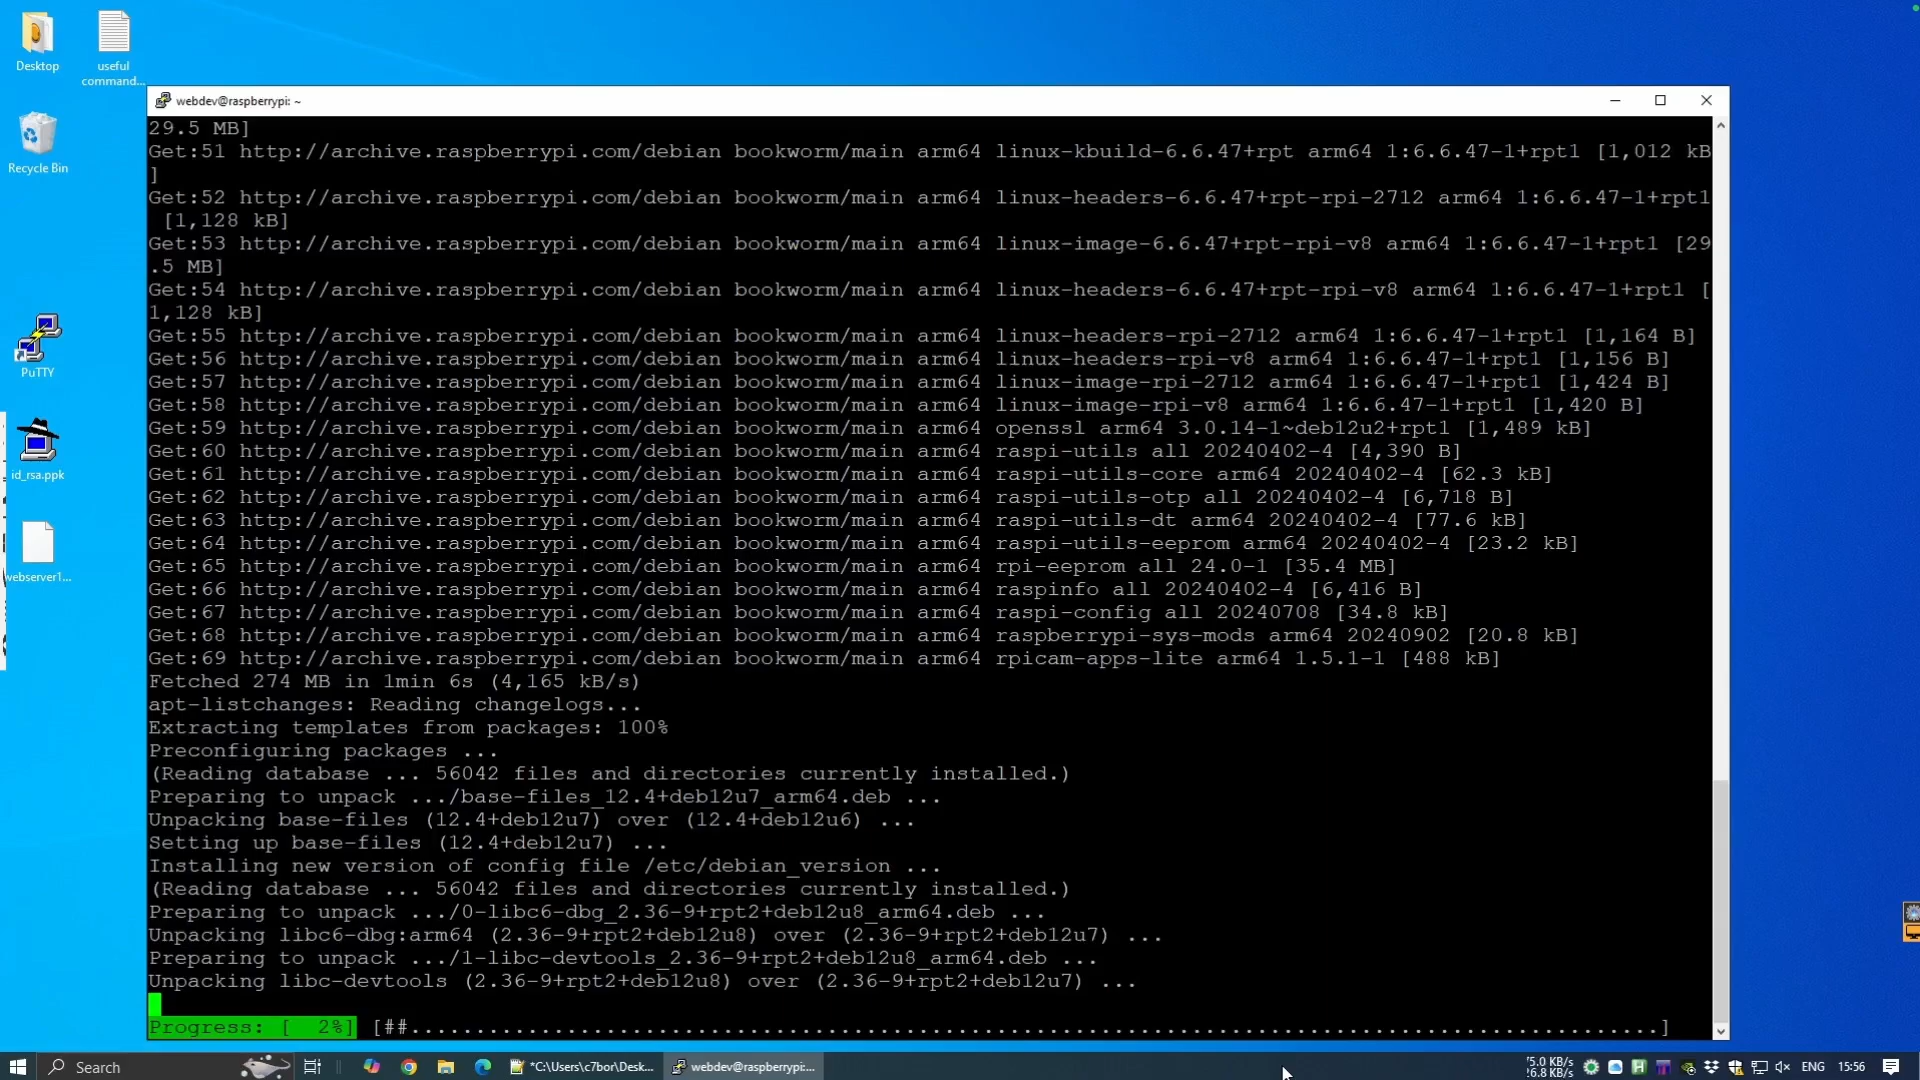 Desktop
useful
command...
Recycle Bin
PuTTY
id_rsa.ppk
webserver1...
webdev@raspberrypi: ~
29.5 MB]
Get:51 http://archive.raspberrypi.com/debian bookworm/main arm64 linux-kbuild-6.6.47+rpt arm64 1:6.6.47-1+rpt1 [1,012 kB
]
Get:52 http://archive.raspberrypi.com/debian bookworm/main arm64 linux-headers-6.6.47+rpt-rpi-2712 arm64 1:6.6.47-1+rpt1
[1,128 kB]
Get:53 http://archive.raspberrypi.com/debian bookworm/main arm64 linux-image-6.6.47+rpt-rpi-v8 arm64 1:6.6.47-1+rpt1 [29
.5 MB]
Get:54 http://archive.raspberrypi.com/debian bookworm/main arm64 linux-headers-6.6.47+rpt-rpi-v8 arm64 1:6.6.47-1+rpt1 [
1,128 kB]
Get:55 http://archive.raspberrypi.com/debian bookworm/main arm64 linux-headers-rpi-2712 arm64 1:6.6.47-1+rpt1 [1,164 B]
Get:56 http://archive.raspberrypi.com/debian bookworm/main arm64 linux-headers-rpi-v8 arm64 1:6.6.47-1+rpt1 [1,156 B]
Get:57 http://archive.raspberrypi.com/debian bookworm/main arm64 linux-image-rpi-2712 arm64 1:6.6.47-1+rpt1 [1,424 B]
Get:58 http://archive.raspberrypi.com/debian bookworm/main arm64 linux-image-rpi-v8 arm64 1:6.6.47-1+rpt1 [1,420 B]
Get:59 http://archive.raspberrypi.com/debian bookworm/main arm64 openssl arm64 3.0.14-1~deb12u2+rpt1 [1,489 kB]
Get:60 http://archive.raspberrypi.com/debian bookworm/main arm64 raspi-utils all 20240402-4 [4,390 B]
Get:61 http://archive.raspberrypi.com/debian bookworm/main arm64 raspi-utils-core arm64 20240402-4 [62.3 kB]
Get:62 http://archive.raspberrypi.com/debian bookworm/main arm64 raspi-utils-otp all 20240402-4 [6,718 B]
Get:63 http://archive.raspberrypi.com/debian bookworm/main arm64 raspi-utils-dt arm64 20240402-4 [77.6 kB]
Get:64 http://archive.raspberrypi.com/debian bookworm/main arm64 raspi-utils-eeprom arm64 20240402-4 [23.2 kB]
Get:65 http://archive.raspberrypi.com/debian bookworm/main arm64 rpi-eeprom all 24.0-1 [35.4 MB]
Get:66 http://archive.raspberrypi.com/debian bookworm/main arm64 raspinfo all 20240402-4 [6,416 B]
Get:67 http://archive.raspberrypi.com/debian bookworm/main arm64 raspi-config all 20240708 [34.8 kB]
Get:68 http://archive.raspberrypi.com/debian bookworm/main arm64 raspberrypi-sys-mods arm64 20240902 [20.8 kB]
Get:69 http://archive.raspberrypi.com/debian bookworm/main arm64 rpicam-apps-lite arm64 1.5.1-1 [488 kB]
Fetched 274 MB in 1min 6s (4,165 kB/s)
apt-listchanges: Reading changelogs...
Extracting templates from packages: 100%
Preconfiguring packages ...
(Reading database ... 56042 files and directories currently installed.)
Preparing to unpack .../base-files_12.4+deb12u7_arm64.deb ...
Unpacking base-files (12.4+deb12u7) over (12.4+deb12u6) ...
Setting up base-files (12.4+deb12u7) ...
Installing new version of config file /etc/debian_version ...
(Reading database ... 56042 files and directories currently installed.)
Preparing to unpack .../0-libc6-dbg_2.36-9+rpt2+deb12u8_arm64.deb ...
Unpacking libc6-dbg:arm64 (2.36-9+rpt2+deb12u8) over (2.36-9+rpt2+deb12u7) ...
Preparing to unpack .../1-libc-devtools_2.36-9+rpt2+deb12u8_arm64.deb ...
Unpacking libc-devtools (2.36-9+rpt2+deb12u8) over (2.36-9+rpt2+deb12u7) ...
Progress: [  2%] [##................................................................................................]
Search
*C:\Users\c7bor\Desk...
webdev@raspberrypi:...
5.0 KB/s
6.8 KB/s
ENG
15:56